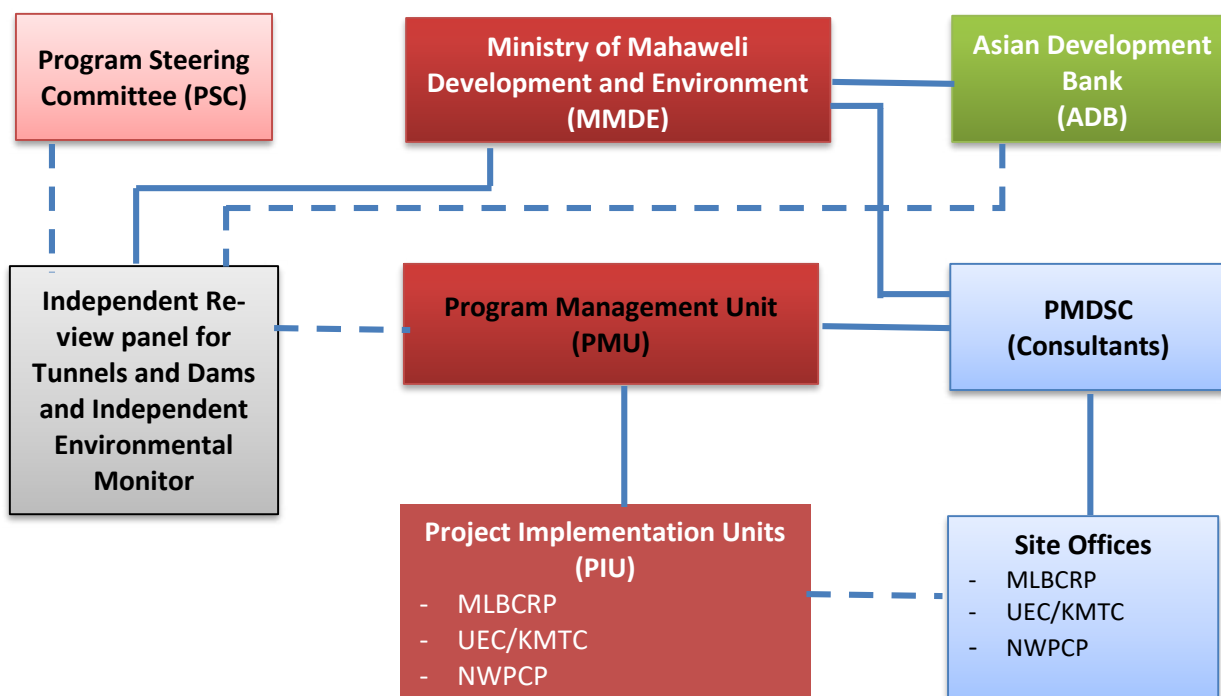 Program Steering
Committee (PSC)
Ministry of Mahaweli
Development and Environment
(MMDE)
Asian Development
Bank
(ADB)
Independent Re-
view panel for
Tunnels and Dams
and Independent
Environmental
Monitor
Program Management Unit
(PMU)
PMDSC
(Consultants)
Project Implementation Units
(PIU)
- MLBCRP
- UEC/KMTC
- NWPCP
Site Offices
- MLBCRP
- UEC/KMTC
- NWPCP